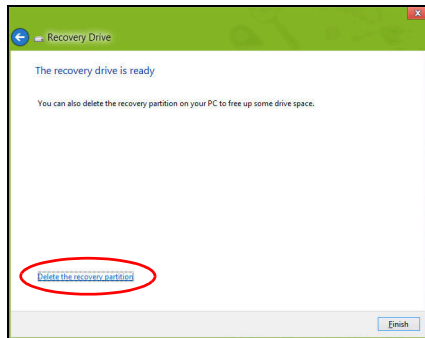 Recovery Drive
The recovery drive is ready
You can also delete the recovery partition on your PC to free up some drive space.
Delete the recovery partition
Finish